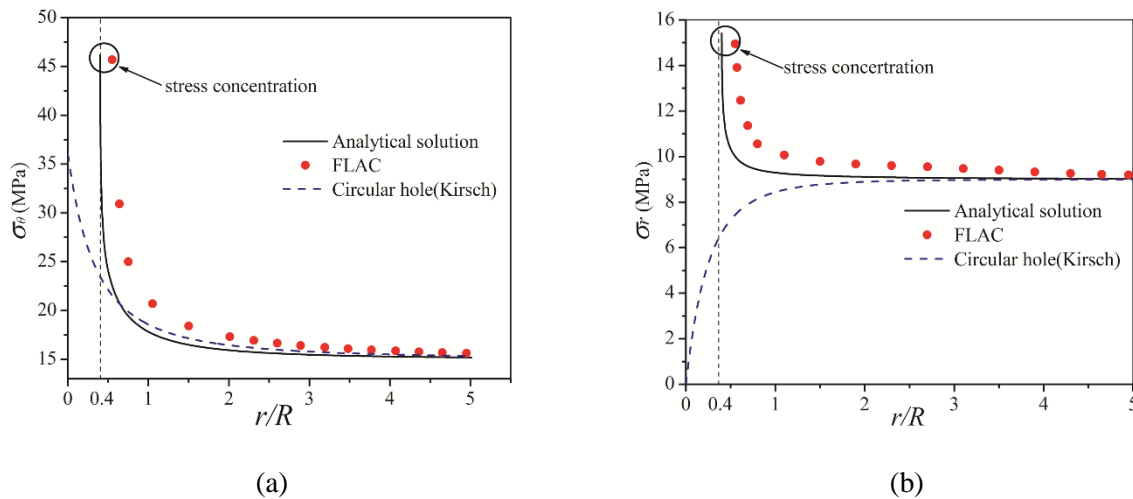 50
45
40
35
30
25
20
15
σθ (MPa)
stress concentration
Analytical solution
FLAC
Circular hole(Kirsch)
0 0.4 1 2 3 4 5
r/R
(a)
16
14
12
10
8
6
4
2
0
σr (MPa)
stress concertration
Analytical solution
FLAC
Circular hole(Kirsch)
0 0.4 1 2 3 4 5
r/R
(b)